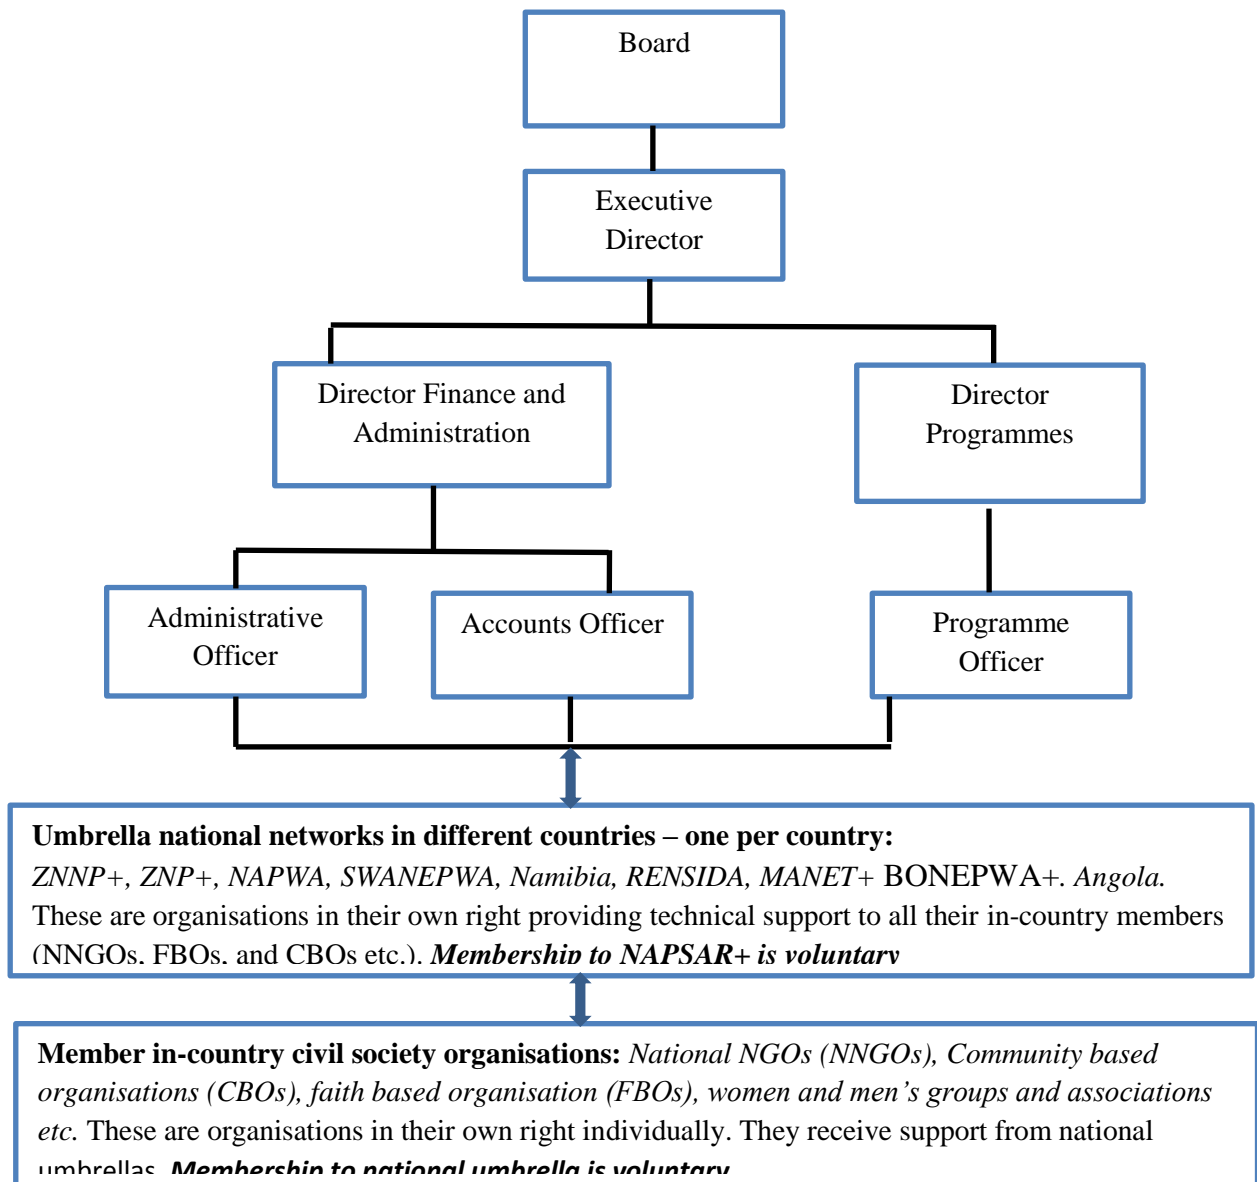 Board
Executive
Director
Director Finance and
Administration
Director
Programmes
Administrative
Officer
Accounts Officer
Programme
Officer
Umbrella national networks in different countries – one per country:
ZNNP+, ZNP+, NAPWA, SWANEPWA, Namibia, RENSIDA, MANET+ BONEPWA+. Angola.
These are organisations in their own right providing technical support to all their in-country members
(NNGOs, FBOs, and CBOs etc.). Membership to NAPSAR+ is voluntary
Member in-country civil society organisations: National NGOs (NNGOs), Community based
organisations (CBOs), faith based organisation (FBOs), women and men’s groups and associations
etc. These are organisations in their own right individually. They receive support from national
umbrellas. Membership to national umbrella is voluntary